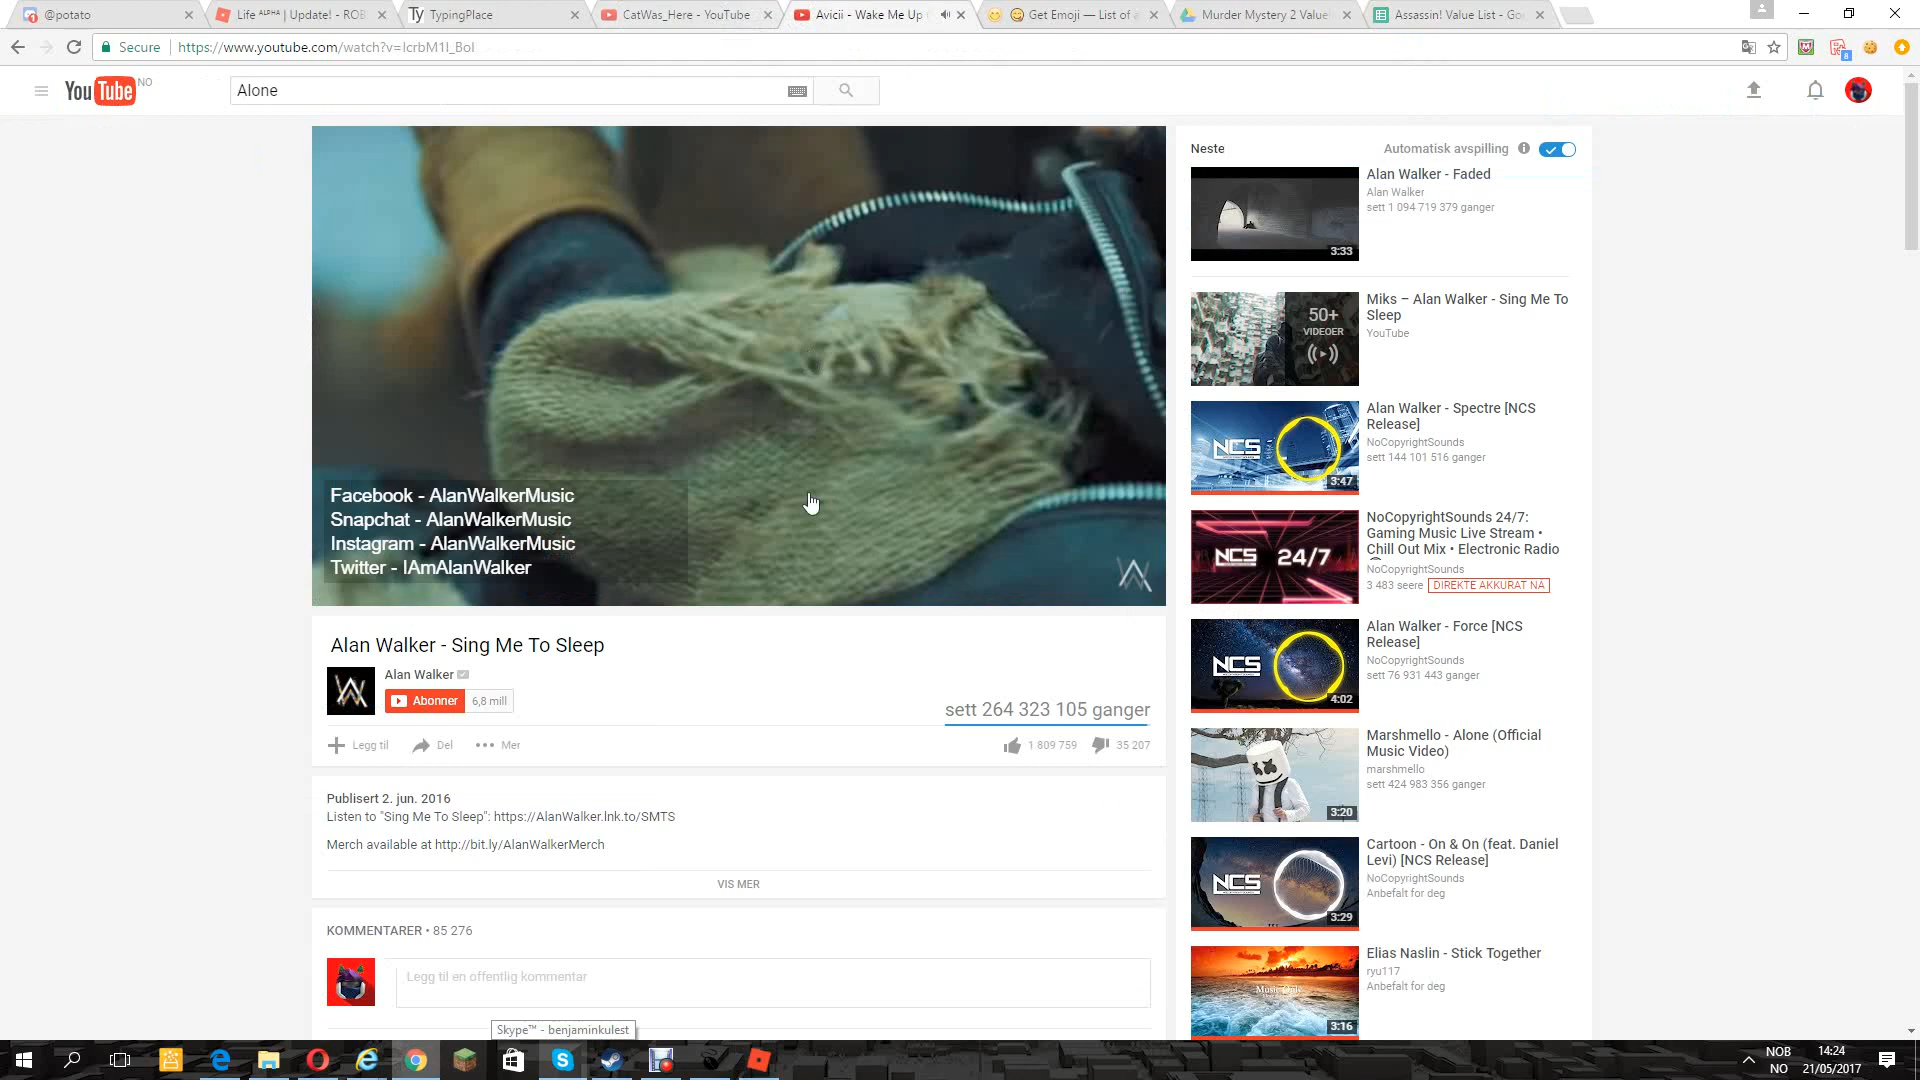 @potato
Life ᴬᴸᴾᴴᴬ | Update! - ROB
TypingPlace
CatWas_Here - YouTube
Avicii - Wake Me Up
Get Emoji — List of a
Murder Mystery 2 Value
Assassin! Value List - Goo
Secure
https://www.youtube.com/watch?v=lcrbM1l_BoI
YouTube NO
Alone
Facebook - AlanWalkerMusic
Snapchat - AlanWalkerMusic
Instagram - AlanWalkerMusic
Twitter - IAmAlanWalker
Alan Walker - Sing Me To Sleep
Alan Walker
Abonner 6,8 mill
sett 264 323 105 ganger
Legg til Del Mer
1 809 759 35 207
Publisert 2. jun. 2016
Listen to "Sing Me To Sleep": https://AlanWalker.lnk.to/SMTS
Merch available at http://bit.ly/AlanWalkerMerch
VIS MER
KOMMENTARER • 85 276
Legg til en offentlig kommentar
Skype™ - benjaminkulest
Neste
Automatisk avspilling
Alan Walker - Faded
Alan Walker
sett 1 094 719 379 ganger
3:33
Miks – Alan Walker - Sing Me To
Sleep
YouTube
50+
VIDEOER
Alan Walker - Spectre [NCS
Release]
NoCopyrightSounds
sett 144 101 516 ganger
NCS
3:47
NoCopyrightSounds 24/7:
Gaming Music Live Stream •
Chill Out Mix • Electronic Radio
NoCopyrightSounds
3 483 seere DIREKTE AKKURAT NÅ
NCS 24/7
Alan Walker - Force [NCS
Release]
NoCopyrightSounds
sett 76 931 443 ganger
NCS
4:02
Marshmello - Alone (Official
Music Video)
marshmello
sett 424 983 356 ganger
3:20
Cartoon - On & On (feat. Daniel
Levi) [NCS Release]
NoCopyrightSounds
Anbefalt for deg
NCS
3:29
Elias Naslin - Stick Together
ryu117
Anbefalt for deg
Music Only
3:16
NOB
NO
14:24
21/05/2017